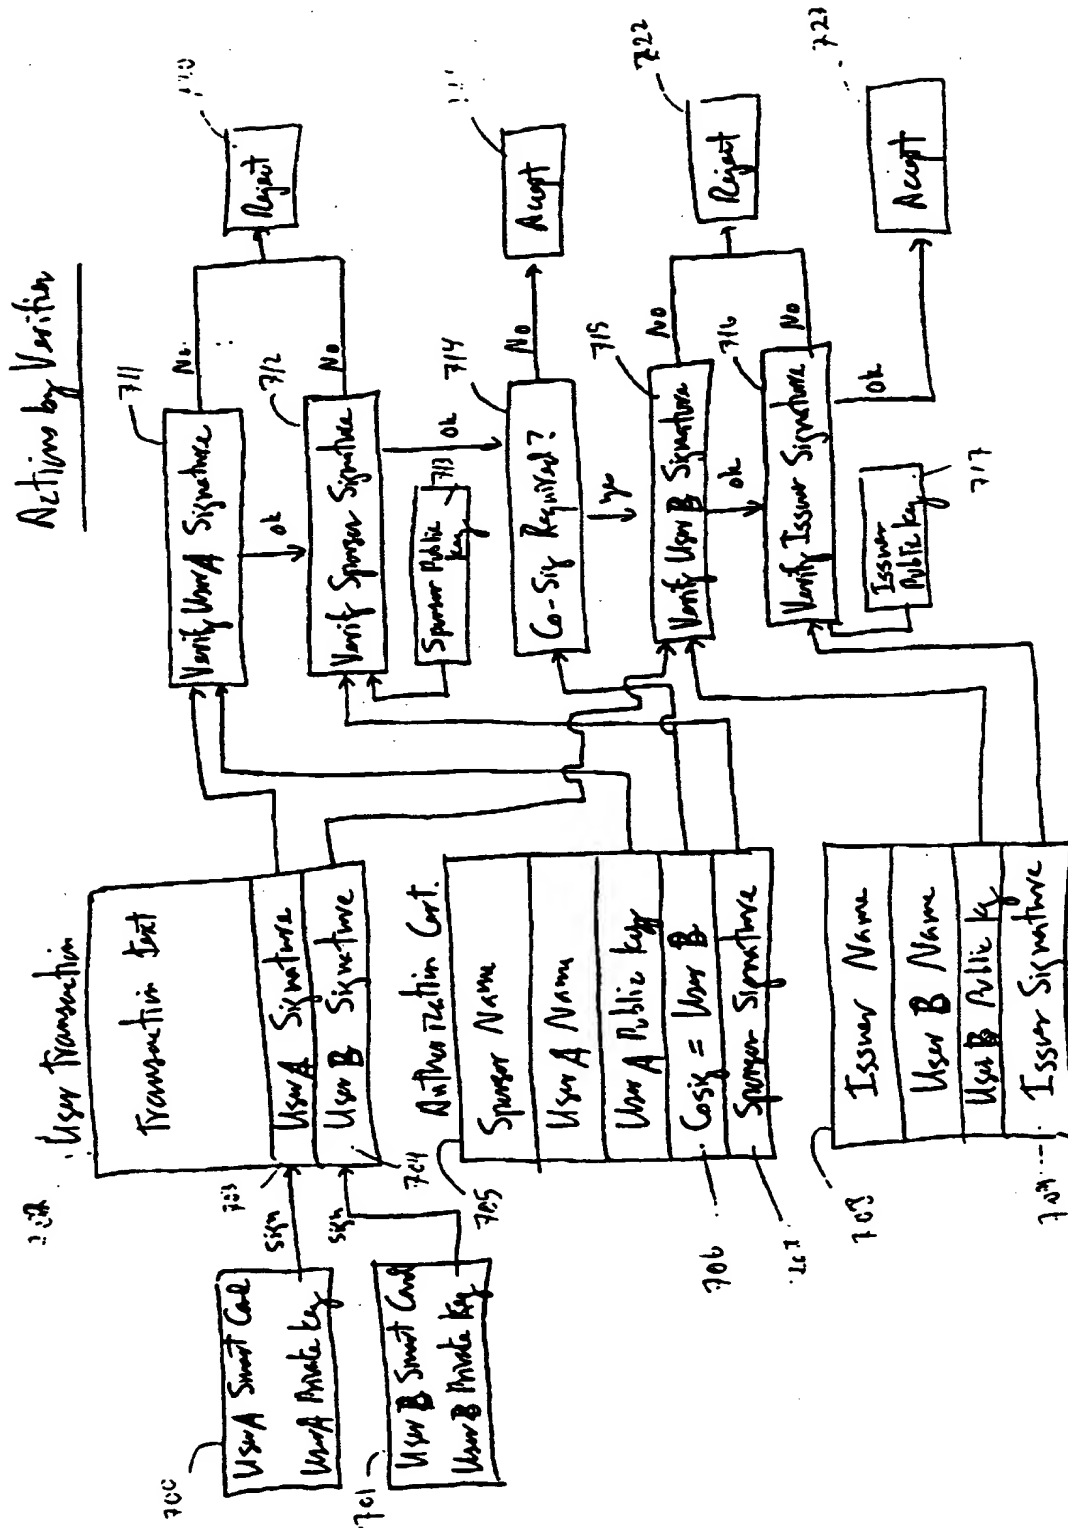 Actions by Verifier
User Transaction
Transaction Text
User A Signature
User B Signature
703
704
700
User A Smart Card
User A Private Key
sign
701
User B Smart Card
User B Private Key
sign
Authorization Cert.
705
Sponsor Name
User A Name
User A Public Key
Cosig = User B
Sponsor Signature
706
708
Issuer Name
User B Name
User B Public Key
Issuer Signature
711
Verify User A Signature
No
OK
712
Verify Sponsor Signature
No
OK
Reject
713
Sponsor Public
Key
714
Co-Sig Required?
No
Accept
Yes
715
Verify User B Signature
No
OK
716
Verify Issuer Signature
No
OK
722
Reject
717
Issuer
Public Key
723
Accept